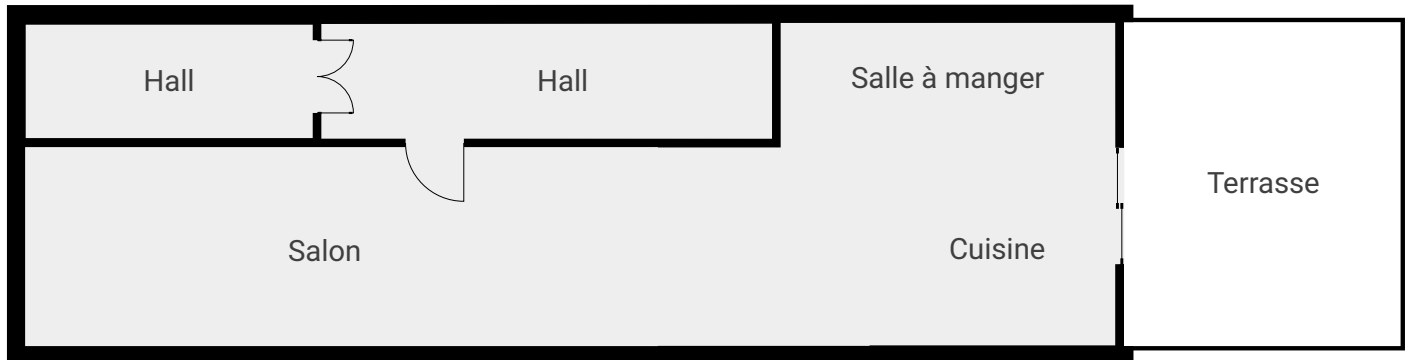 Hall
Hall
Salle à manger
Terrasse
Salon
Cuisine